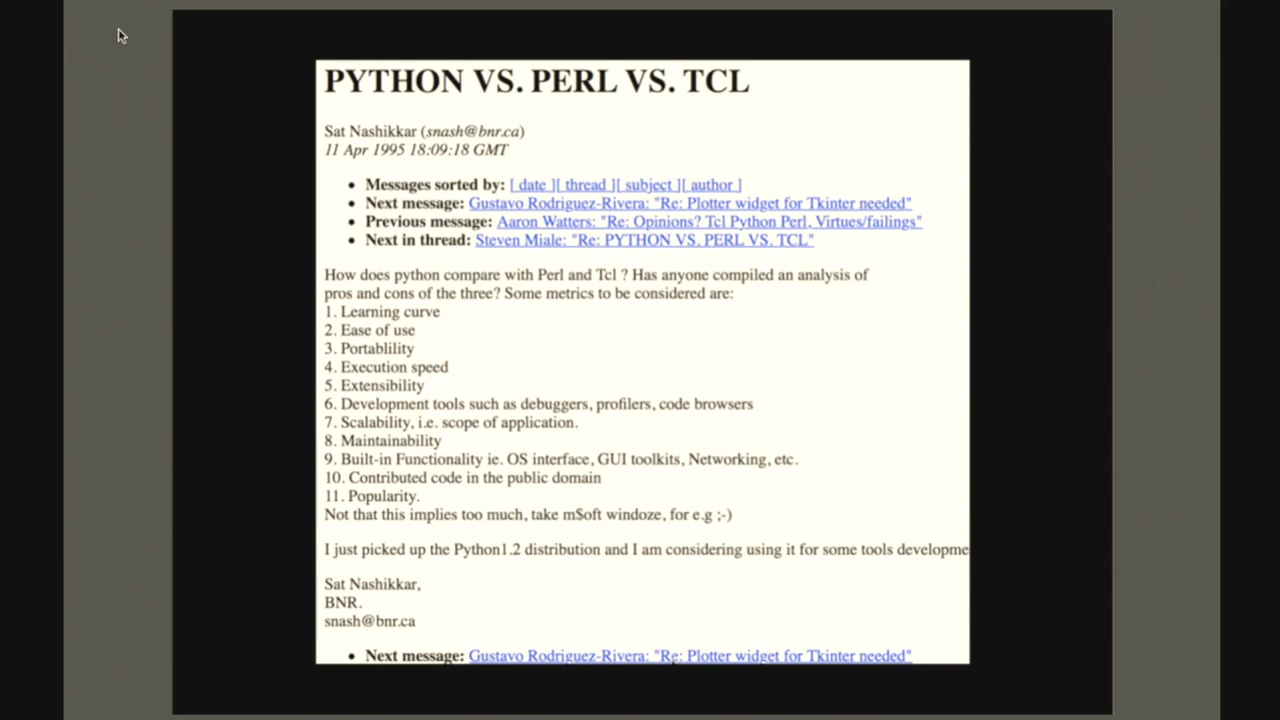 PYTHON VS. PERL VS. TCL
Sat Nashikkar (snash@bnr.ca)
11 Apr 1995 18:09:18 GMT
• Messages sorted by: [ date ][ thread ][ subject ][ author ]
• Next message: Gustavo Rodriguez-Rivera: "Re: Plotter widget for Tkinter needed"
• Previous message: Aaron Watters: "Re: Opinions? Tcl Python Perl, Virtues/failings"
• Next in thread: Steven Miale: "Re: PYTHON VS. PERL VS. TCL"
How does python compare with Perl and Tcl ? Has anyone compiled an analysis of
pros and cons of the three? Some metrics to be considered are:
1. Learning curve
2. Ease of use
3. Portablility
4. Execution speed
5. Extensibility
6. Development tools such as debuggers, profilers, code browsers
7. Scalability, i.e. scope of application.
8. Maintainability
9. Built-in Functionality ie. OS interface, GUI toolkits, Networking, etc.
10. Contributed code in the public domain
11. Popularity.
Not that this implies too much, take m$oft windoze, for e.g ;-)
I just picked up the Python1.2 distribution and I am considering using it for some tools developme
Sat Nashikkar,
BNR.
snash@bnr.ca
• Next message: Gustavo Rodriguez-Rivera: "Re: Plotter widget for Tkinter needed"